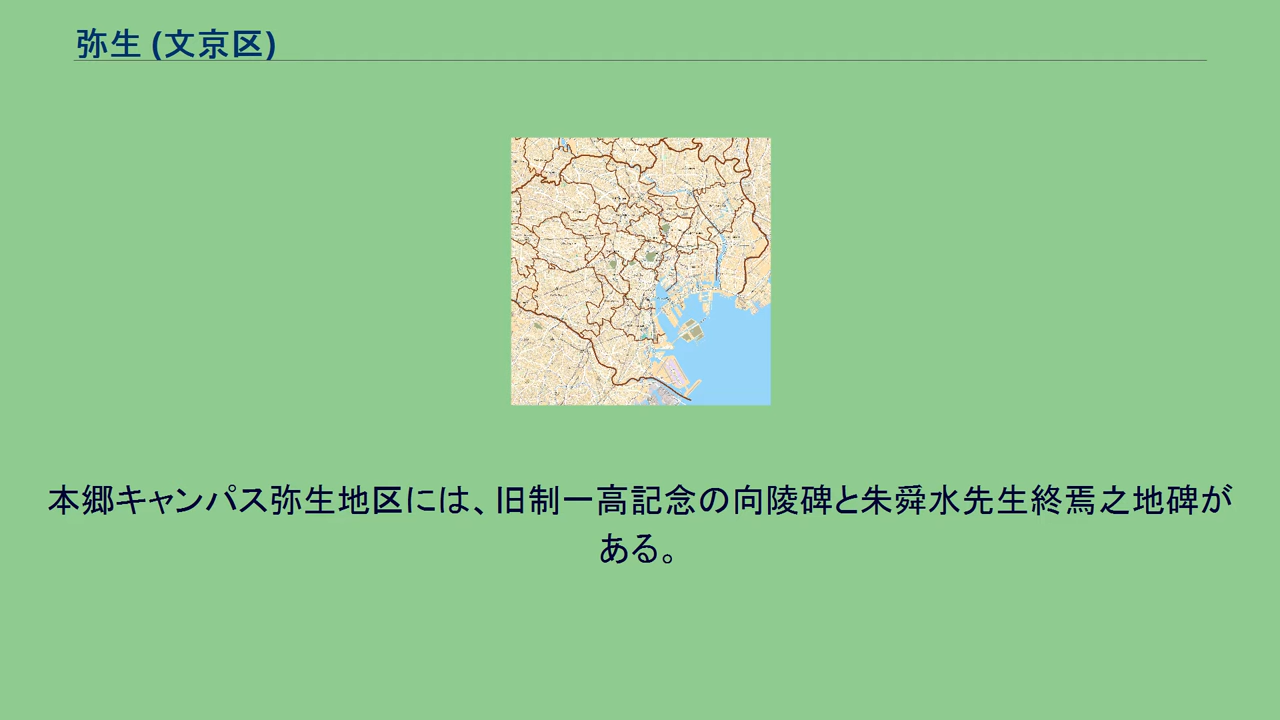 弥生 (文京区)
本郷キャンパス弥生地区には、旧制一高記念の向陵碑と朱舜水先生終焉之地碑が
ある。